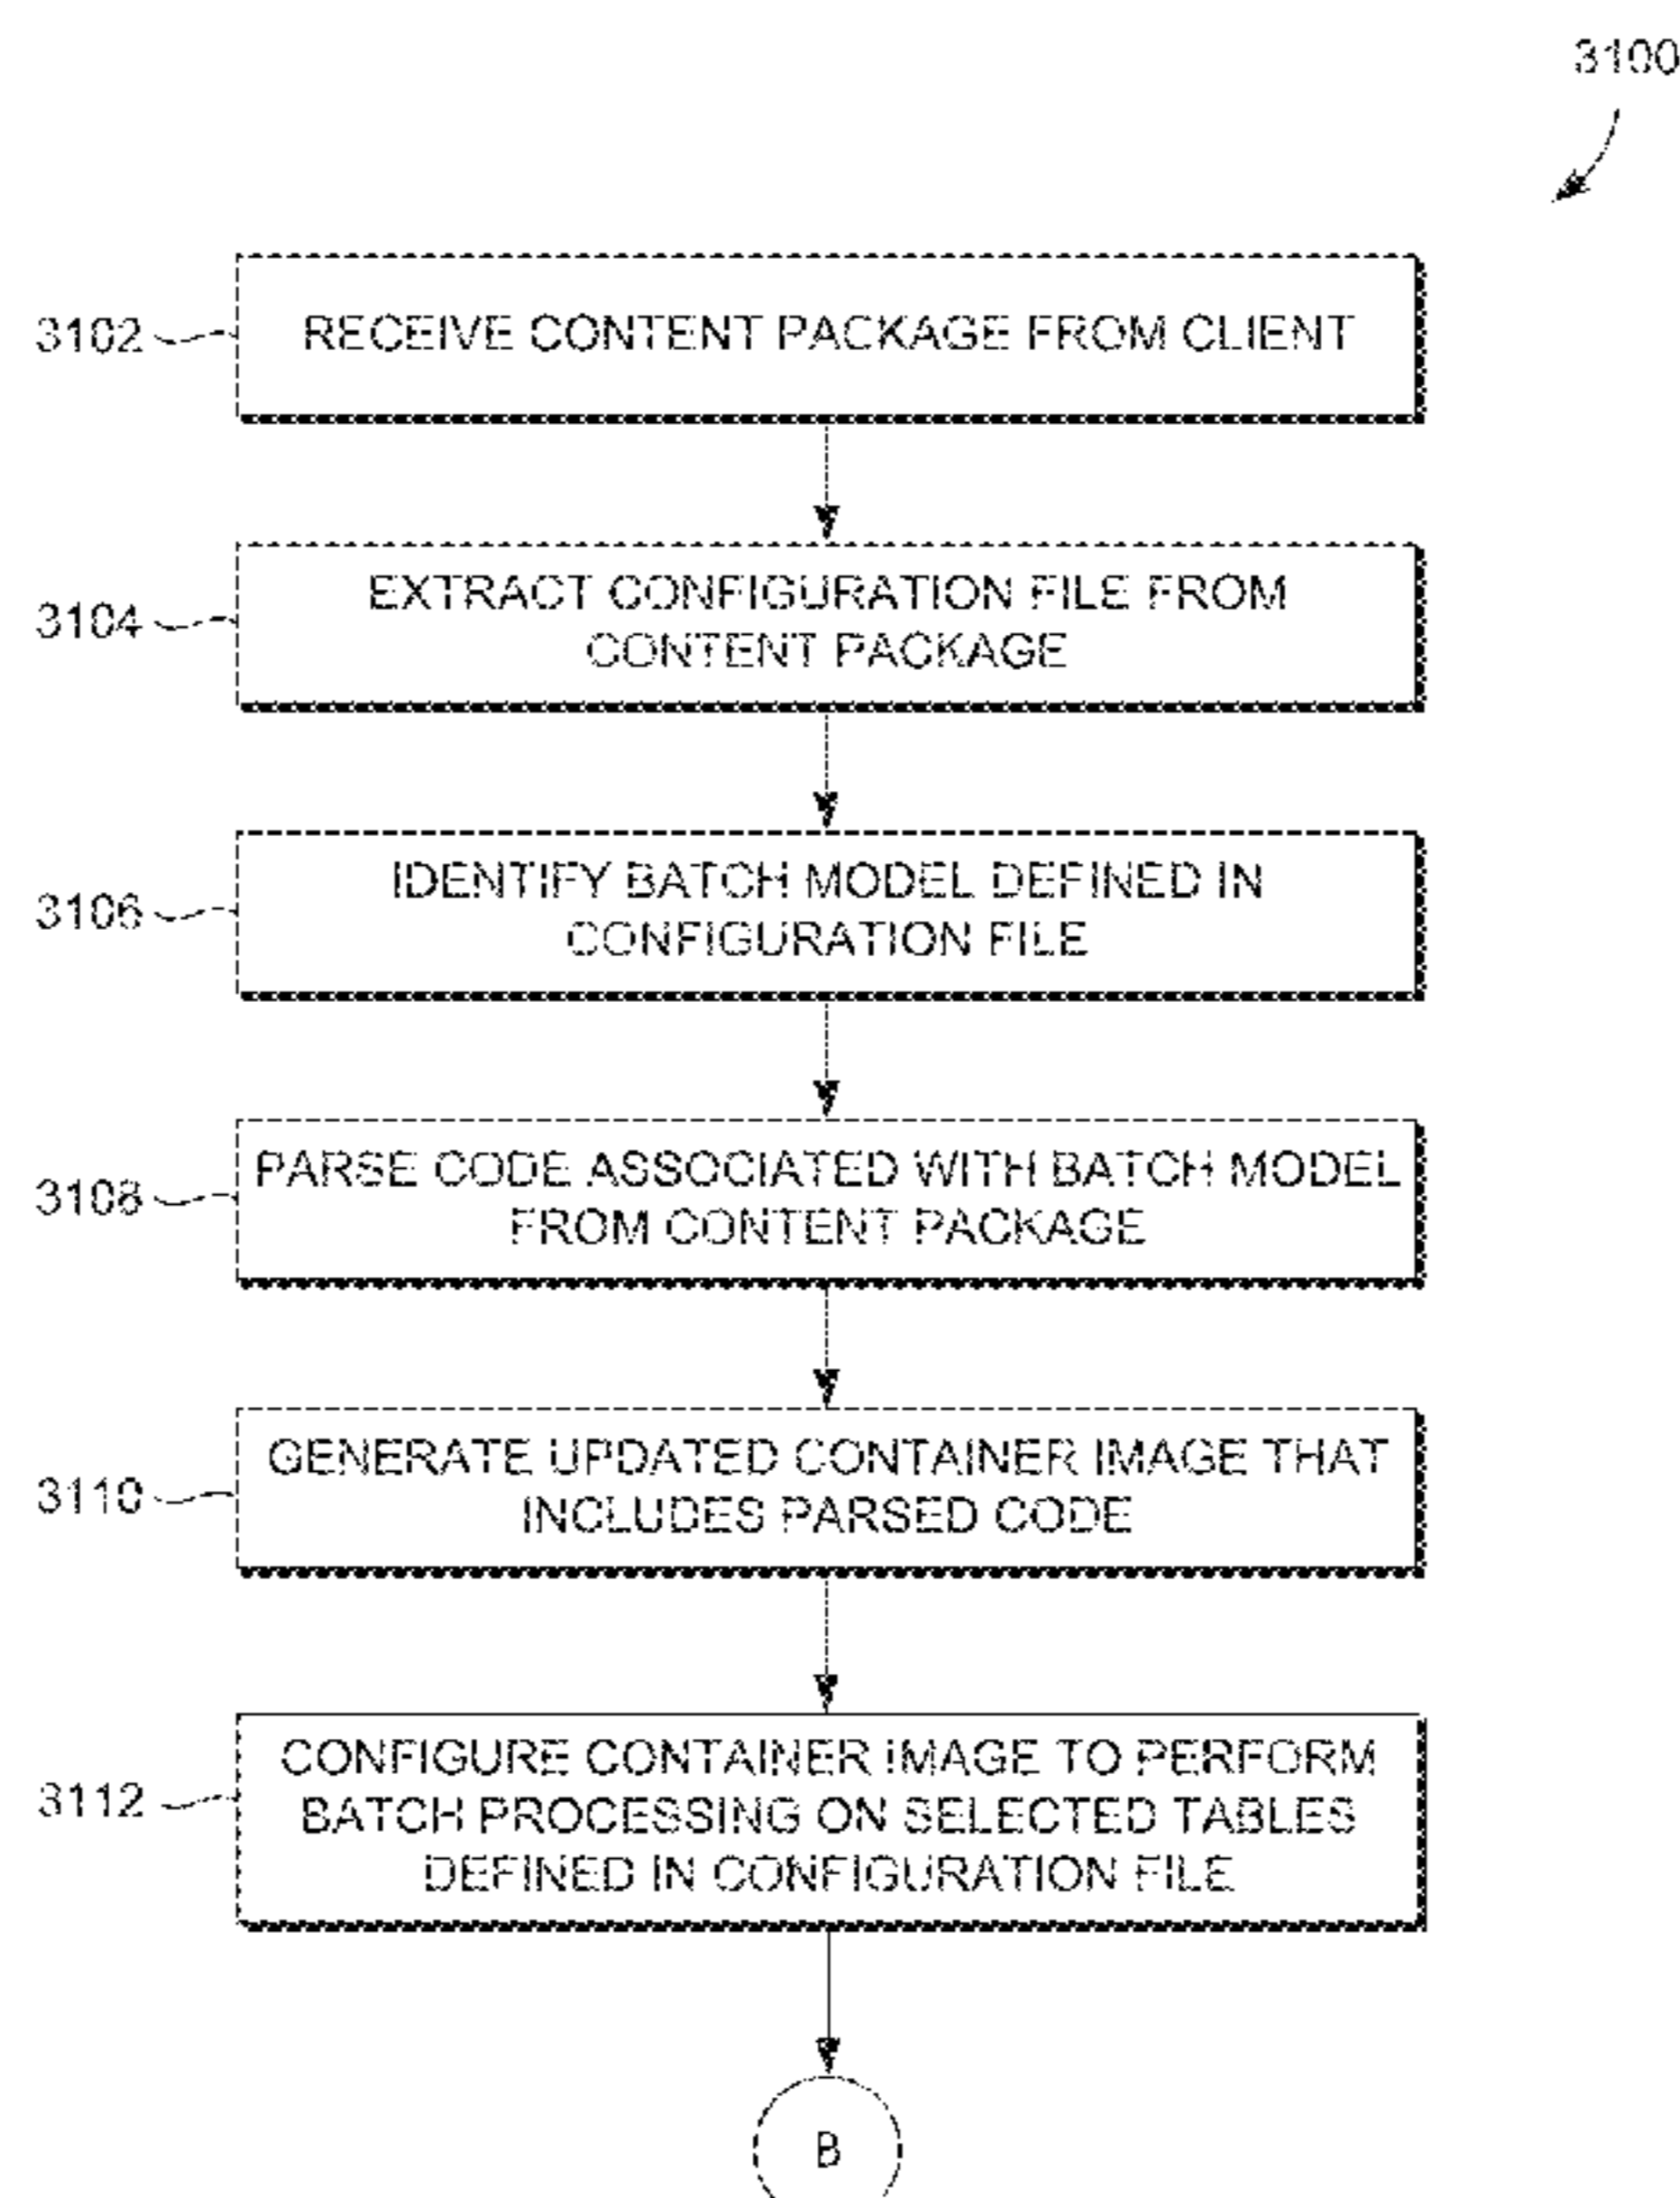 3100
3102
RECEIVE CONTENT PACKAGE FROM CLIENT
3104
EXTRACT CONFIGURATION FILE FROM
CONTENT PACKAGE
3106
IDENTIFY BATCH MODEL DEFINED IN
CONFIGURATION FILE
3108
PARSE CODE ASSOCIATED WITH BATCH MODEL
FROM CONTENT PACKAGE
3110
GENERATE UPDATED CONTAINER IMAGE THAT
INCLUDES PARSED CODE
3112
CONFIGURE CONTAINER IMAGE TO PERFORM
BATCH PROCESSING ON SELECTED TABLES
DEFINED IN CONFIGURATION FILE
B